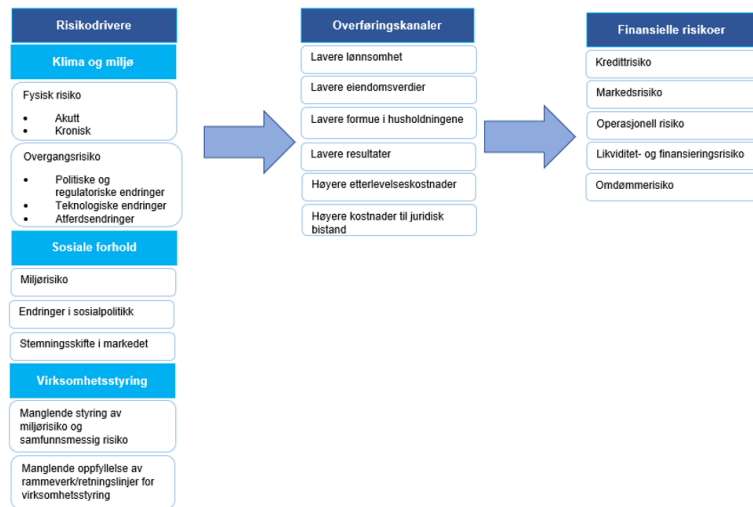 Risikodrivere
Klima og miljø
Fysisk risiko
• Akutt
• Kronisk
Overgangsrisiko
• Politiske og
regulatoriske endringer
• Teknologiske endringer
• Atferdsendringer
Sosiale forhold
Miljørisiko
Endringer i sosialpolitikk
Stemningsskifte i markedet
Virksomhetsstyring
Manglende styring av
miljørisiko og
samfunnsmessig risiko
Manglende oppfyllelse av
rammeverk/retningslinjer for
virksomhetsstyring
Overføringskanaler
Lavere lønnsomhet
Lavere eiendomsverdier
Lavere formue i husholdningene
Lavere resultater
Høyere etterlevelseskostnader
Høyere kostnader til juridisk
bistand
Finansielle risikoer
Kredittrisiko
Markedsrisiko
Operasjonell risiko
Likviditet- og finansieringsrisiko
Omdømmerisiko